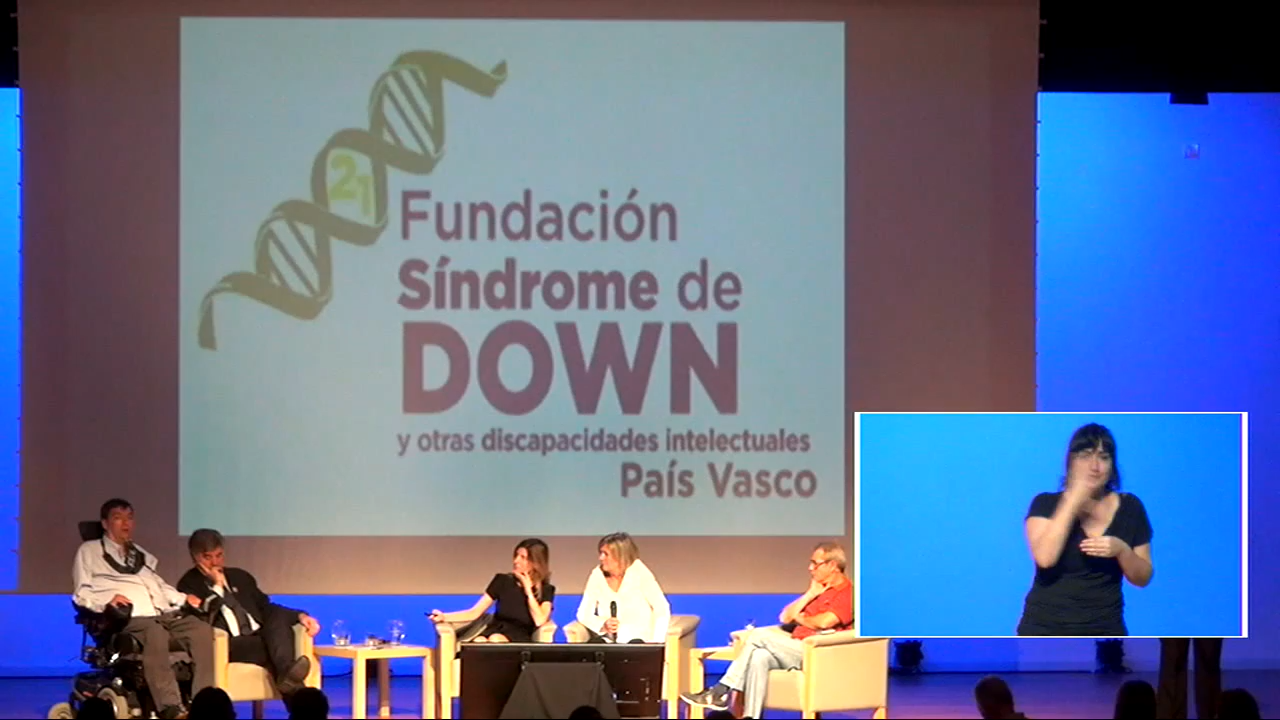 21
Fundación
Síndrome de
DOWN
y otras discapacidades intelectuales
País Vasco